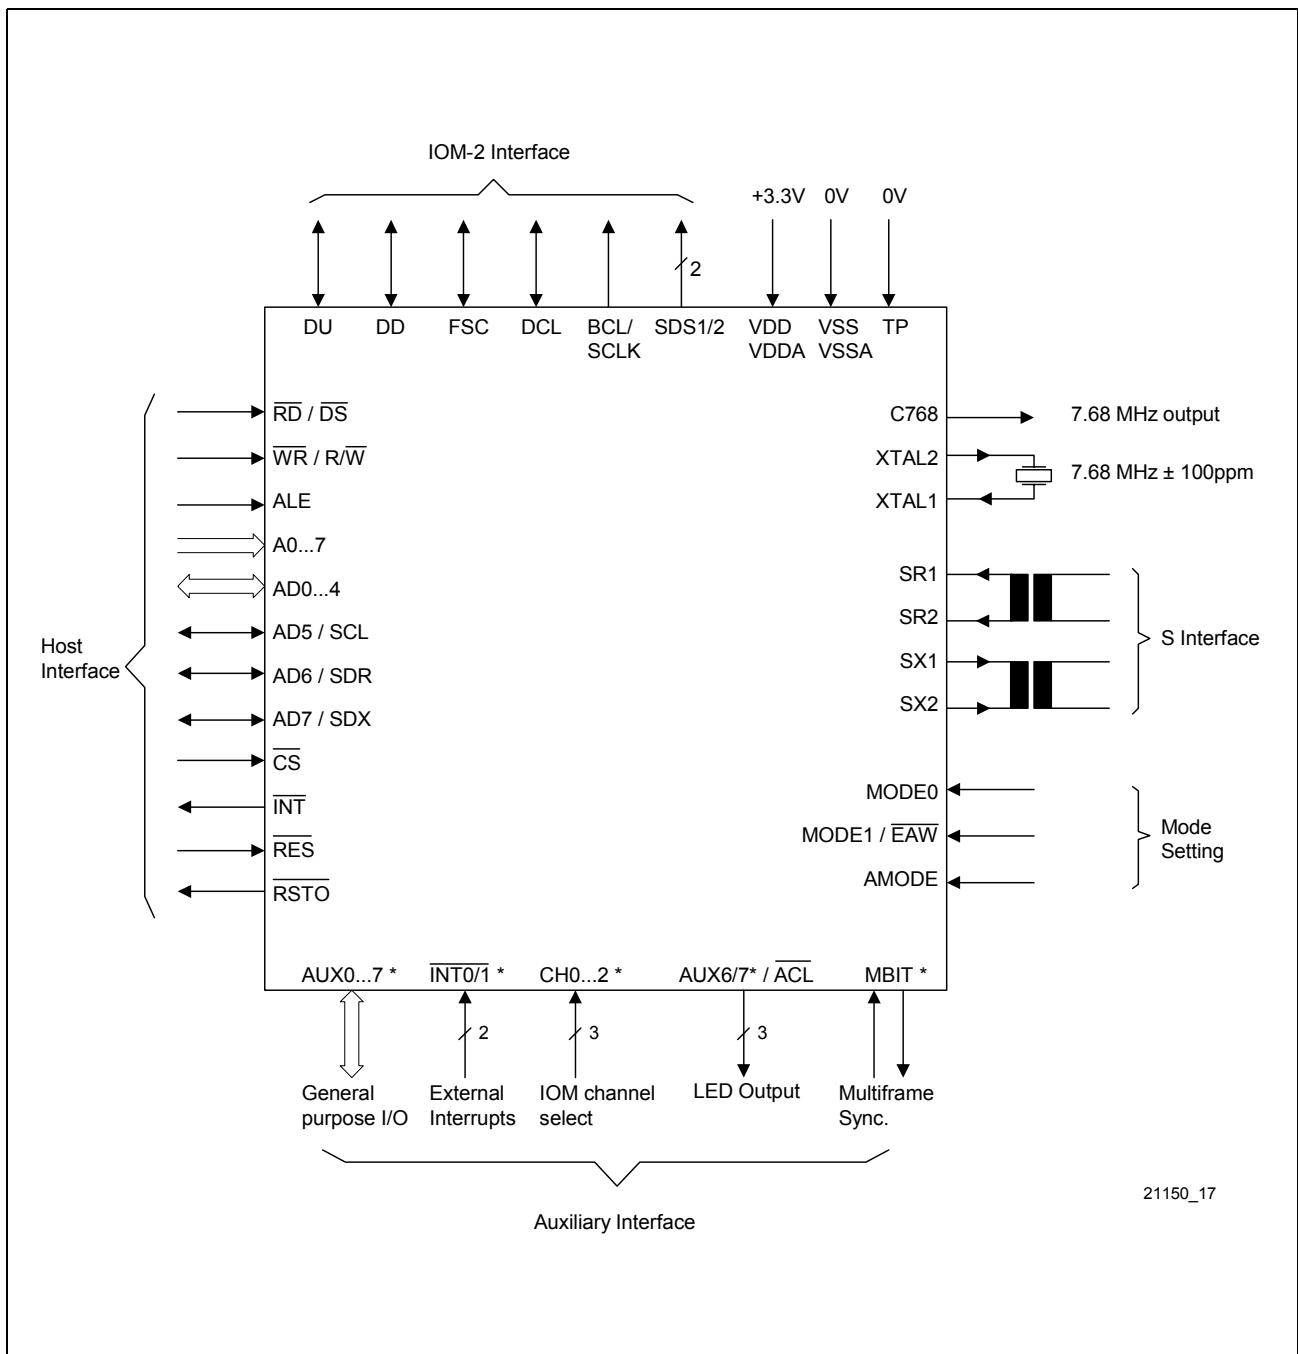 IOM-2 Interface
+3.3V 0V 0V
2
DU DD FSC DCL BCL/ SDS1/2 VDD VSS TP
SCLK VDDA VSSA
RD / DS
WR / R/W
ALE
A0...7
AD0...4
AD5 / SCL
AD6 / SDR
AD7 / SDX
CS
INT
RES
RSTO
Host
Interface
C768
7.68 MHz output
XTAL2
XTAL1
7.68 MHz ± 100ppm
SR1
SR2
SX1
SX2
S Interface
MODE0
MODE1 / EAW
AMODE
Mode
Setting
AUX0...7 * INT0/1 * CH0...2 * AUX6/7* / ACL MBIT *
2 3 3
General
purpose I/O
External
Interrupts
IOM channel
select
LED Output
Multiframe
Sync.
Auxiliary Interface
21150_17